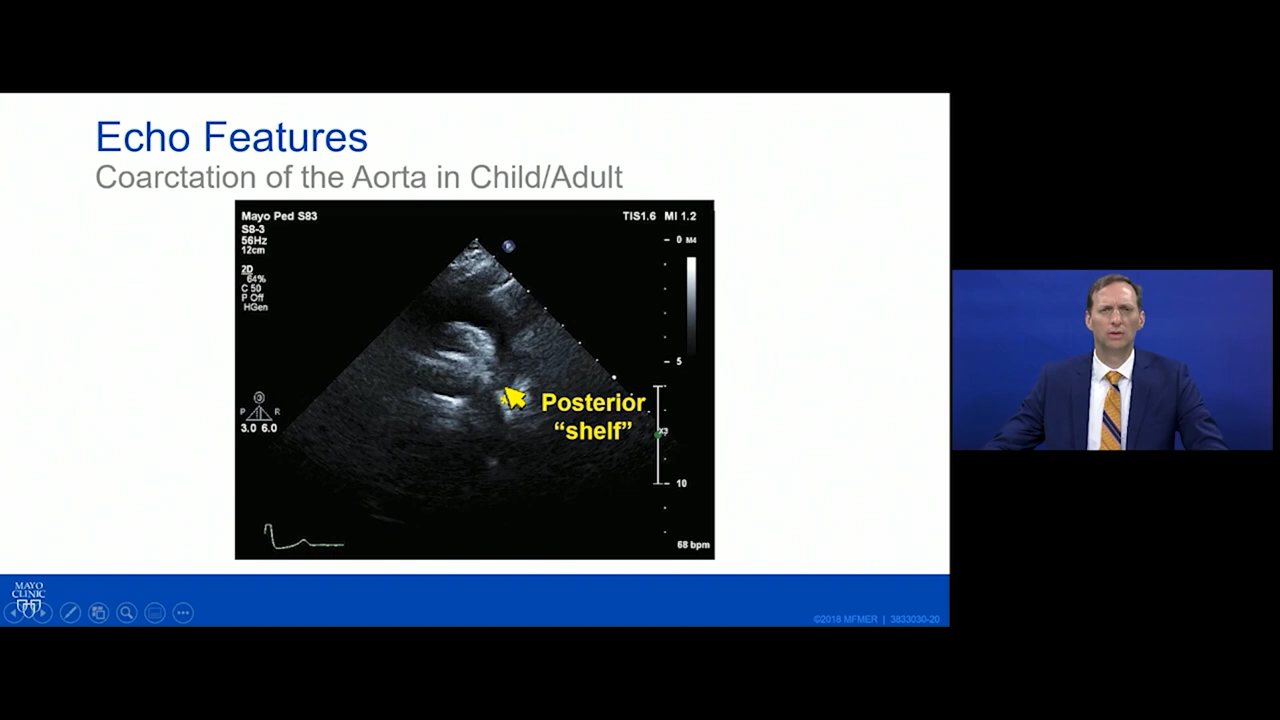 Echo Features
Coarctation of the Aorta in Child/Adult
Mayo Ped S83
TIS1.6 MI 1.2
S8-3
56Hz
12cm
0 M4
2D
64%
C 50
P Off
HGen
5
P R
3.0 6.0
Posterior
“shelf”
10
68 bpm
MAYO
CLINIC
©2018 MFMER | 3833030-20